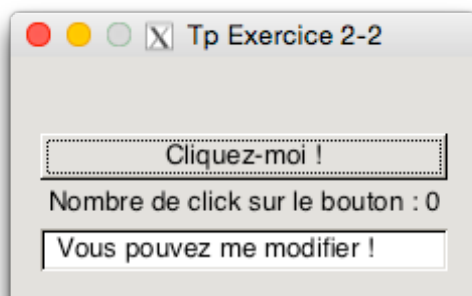 Tp Exercice 2-2
Cliquez-moi !
Nombre de click sur le bouton : 0
Vous pouvez me modifier !